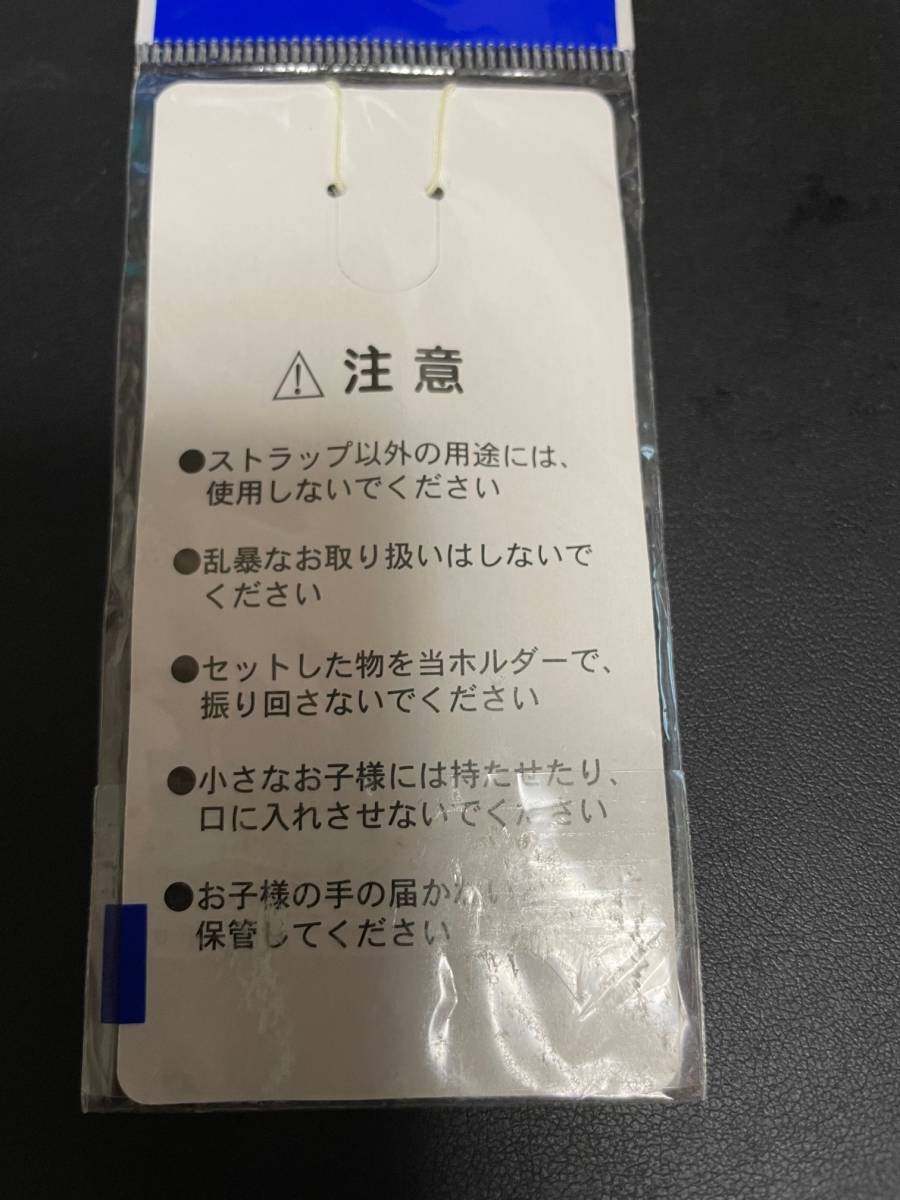 注意
●ストラップ以外の用途には、
使用しないでください
●乱暴なお取り扱いはしないで
ください
●セットした物を当ホルダーで、
振り回さないでください
●小さなお子様には持たせたり、
口に入れさせないでください
●お子様の手の届かない
保管してください